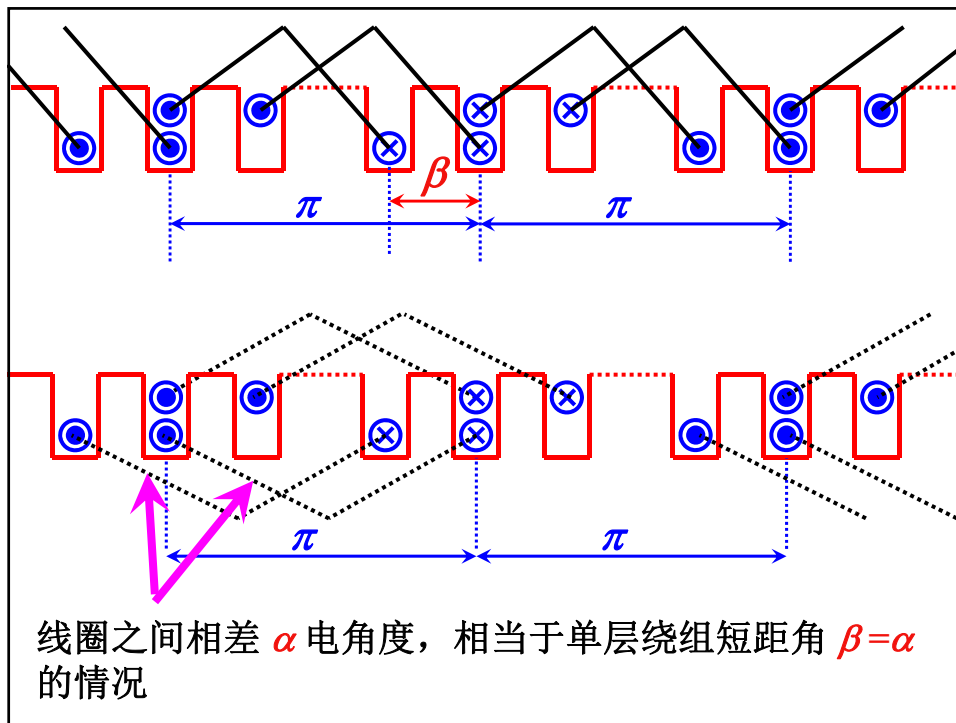 β
π π
π π
线圈之间相差 α 电角度，相当于单层绕组短距角 β=α
的情况